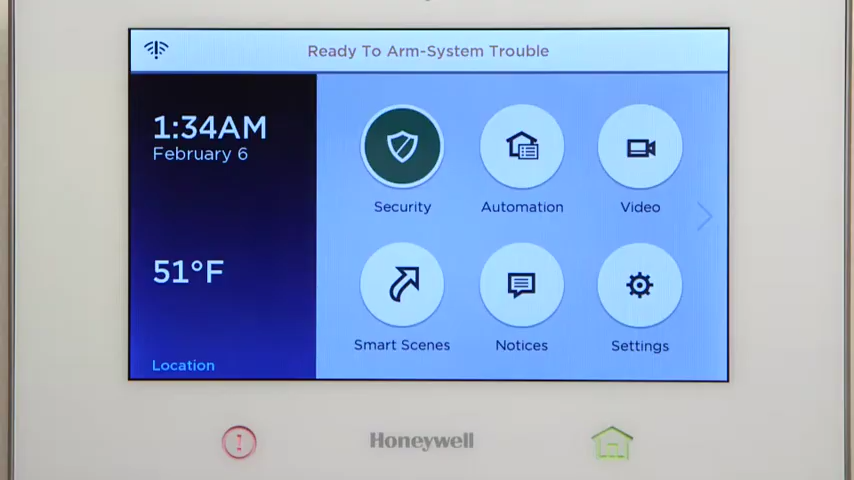 Ready To Arm-System Trouble
1:34AM
February 6
51°F
Location
Security
Automation
Video
Smart Scenes
Notices
Settings
Honeywell